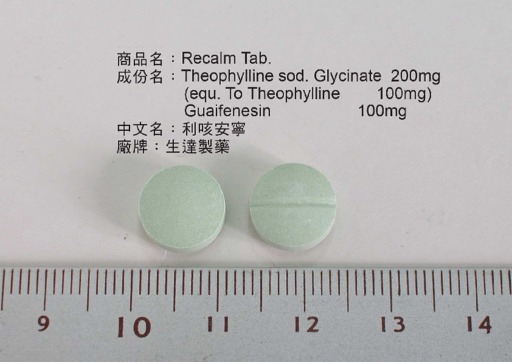 商品名：Recalm Tab.
成份名：Theophylline sod. Glycinate 200mg
(equ. To Theophylline 100mg)
Guaifenesin 100mg
中文名：利咳安寧
廠牌：生達製藥
9 10 11 12 13 14